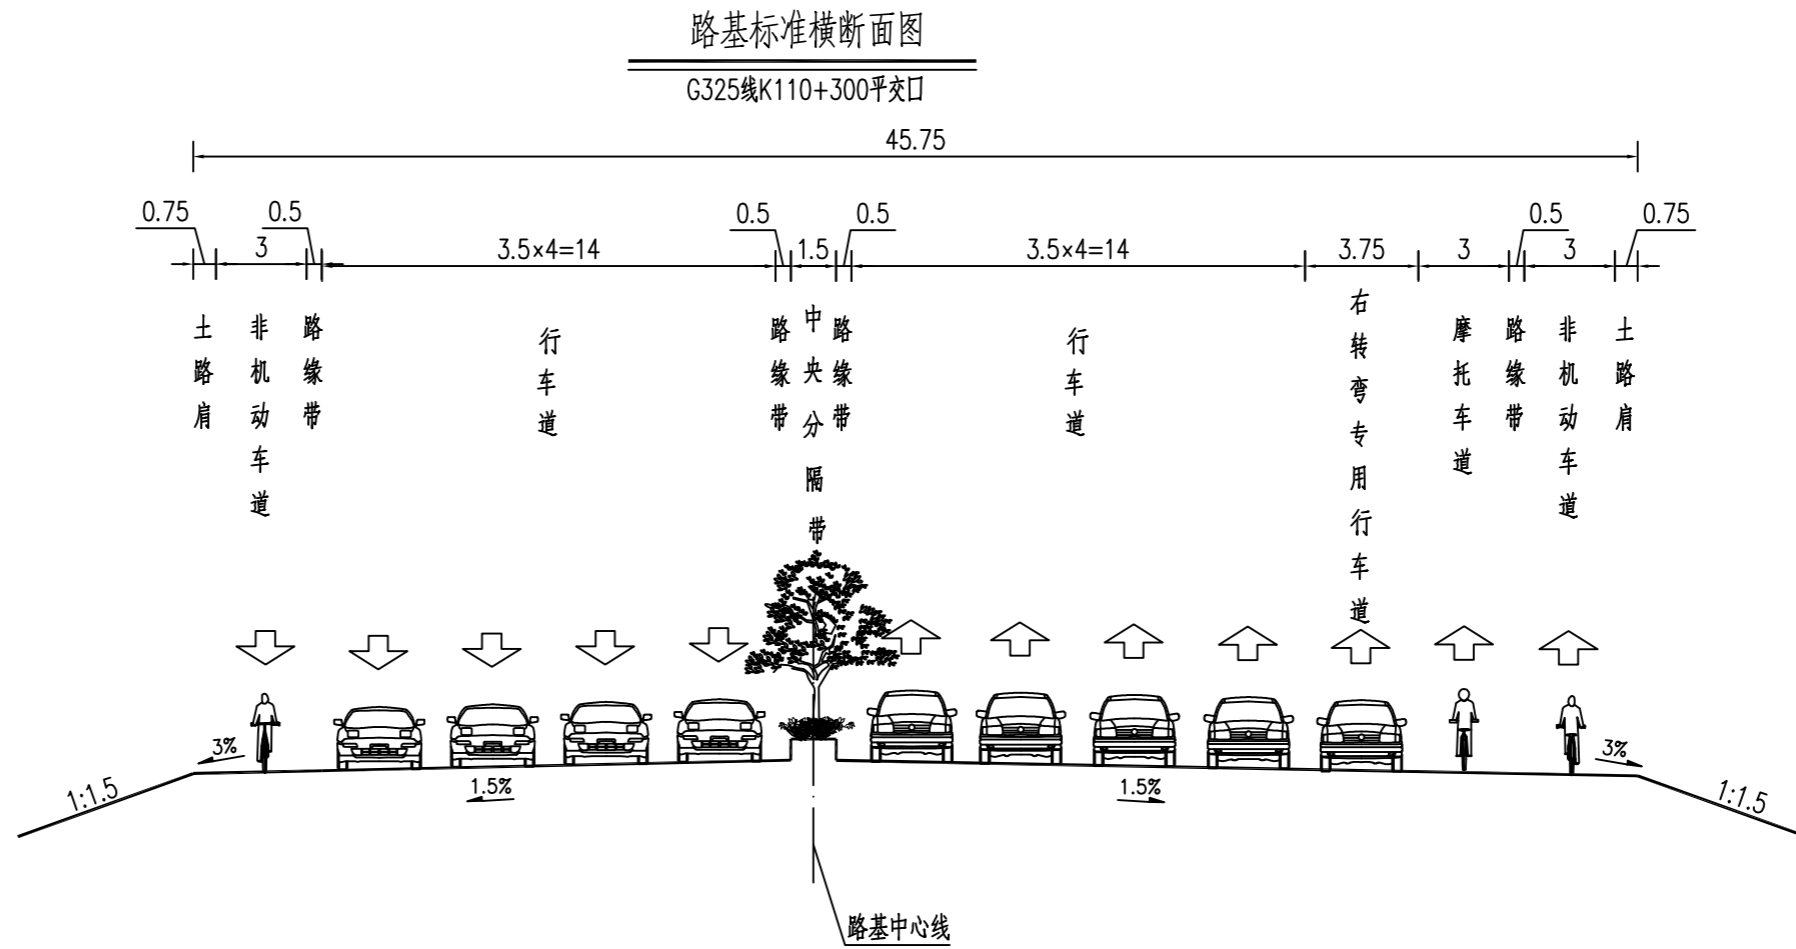 路基标准横断面图
G325线K110+300平交口
45.75
0.75
0.5
0.5
0.5
0.5
0.75
3
3.5×4=14
1.5
3.5×4=14
3.75
3
3
土路肩
非机动车道
路缘带
行车道
路缘带
中央分隔带
路缘带
行车道
右转弯专用行车道
摩托车道
路缘带
非机动车道
土路肩
3%
3%
1:1.5
1.5%
1.5%
1:1.5
路基中心线